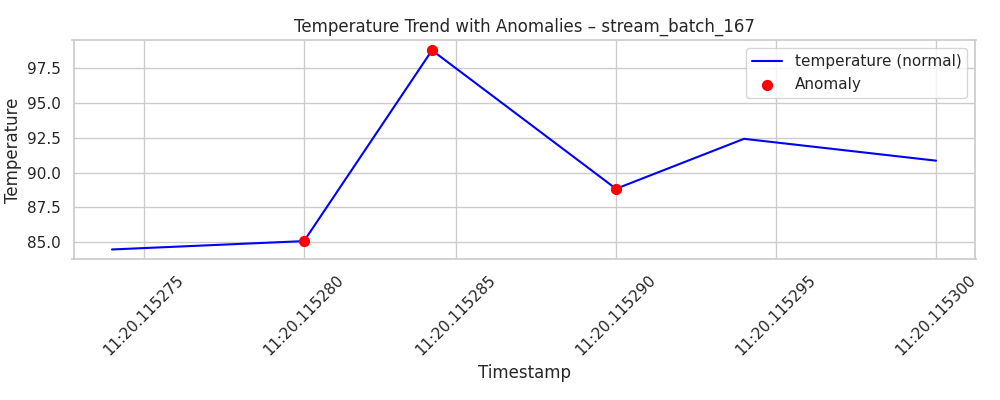 Temperature Trend with Anomalies – stream_batch_167
temperature (normal)
Anomaly
Temperature
97.5
95.0
92.5
90.0
87.5
85.0
11:20.115275
11:20.115280
11:20.115285
11:20.115290
11:20.115295
11:20.115300
Timestamp